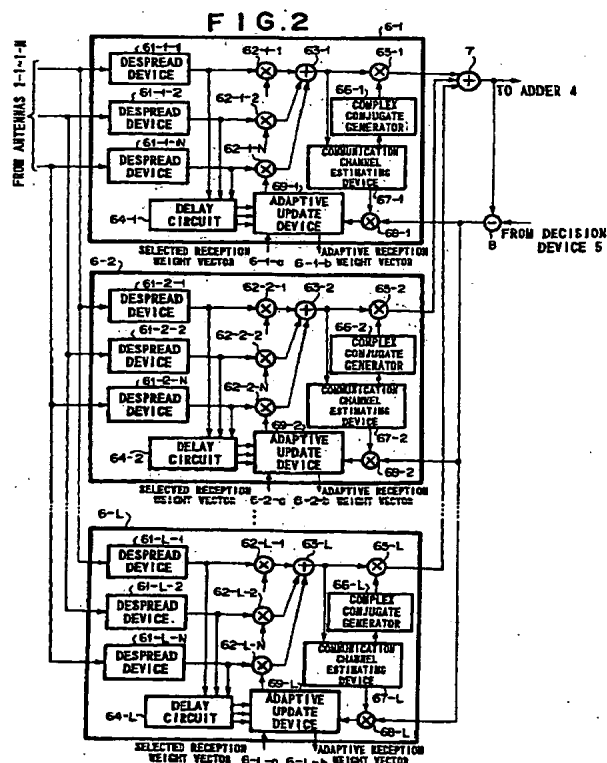 FIG.2
6-1
61-1-1
DESPREAD
DEVICE
62-1-1
63-1
65-1
7
TO ADDER 4
FROM ANTENNAS 1-1~1-N
61-1-2
DESPREAD
DEVICE
62-1-2
66-1
COMPLEX
CONJUGATE
GENERATOR
61-1-N
DESPREAD
DEVICE
62-1-N
COMMUNICATION
CHANNEL
ESTIMATING
DEVICE
67-1
69-1
64-1
DELAY
CIRCUIT
ADAPTIVE
UPDATE
DEVICE
68-1
8
FROM DECISION
DEVICE 5
SELECTED RECEPTION
WEIGHT VECTOR
6-1-a
6-1-b
ADAPTIVE RECEPTION
WEIGHT VECTOR
6-2
61-2-1
DESPREAD
DEVICE
62-2-1
63-2
65-2
61-2-2
DESPREAD
DEVICE
62-2-2
66-2
COMPLEX
CONJUGATE
GENERATOR
61-2-N
DESPREAD
DEVICE
62-2-N
COMMUNICATION
CHANNEL
ESTIMATING
DEVICE
67-2
69-2
64-2
DELAY
CIRCUIT
ADAPTIVE
UPDATE
DEVICE
68-2
SELECTED RECEPTION
WEIGHT VECTOR
6-2-a
6-2-b
ADAPTIVE RECEPTION
WEIGHT VECTOR
6-L
61-L-1
DESPREAD
DEVICE
62-L-1
63-L
65-L
61-L-2
DESPREAD
DEVICE.
62-L-2
66-L
COMPLEX
CONJUGATE
GENERATOR
61-L-N
DESPREAD
DEVICE
62-L-N
COMMUNICATION
CHANNEL
ESTIMATING
DEVICE
67-L
69-L
64-L
DELAY
CIRCUIT
ADAPTIVE
UPDATE
DEVICE
68-L
SELECTED RECEPTION
WEIGHT VECTOR
6-L-a
6-L-b
ADAPTIVE RECEPTION
WEIGHT VECTOR